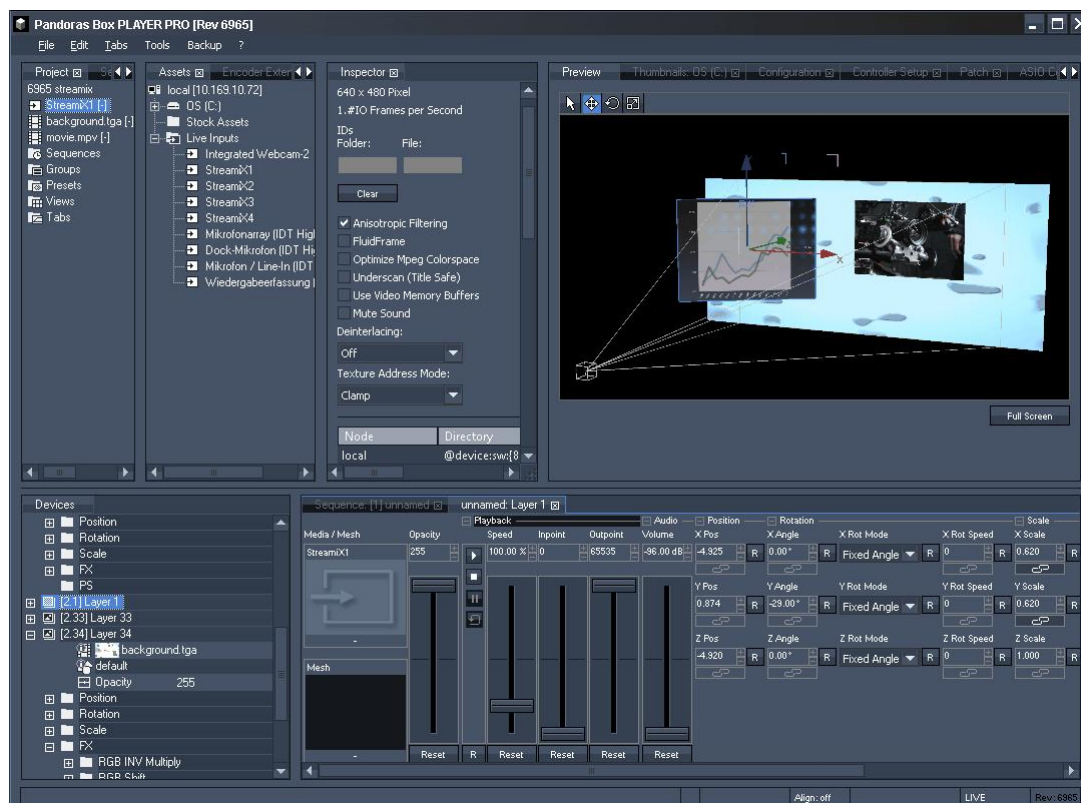 Pandoras Box PLAYER PRO [Rev 6965]
File Edit Tabs Tools Backup ?
Project
6965 streamix
StreamiX1 [-]
background.tga [-]
movie.mpv [-]
Sequences
Groups
Presets
Views
Tabs
Assets Encoder Exter
local [10.169.10.72]
OS (C:)
Stock Assets
Live Inputs
Integrated Webcam-2
StreamiX1
StreamiX2
StreamiX3
StreamiX4
Mikrofonarray (IDT High
Dock-Mikrofon (IDT Hi
Mikrofon / Line-In (IDT
Wiedergabeerfassung
Inspector
640 x 480 Pixel
1.#IO Frames per Second
IDs
Folder: File:
Clear
Anisotropic Filtering
FluidFrame
Optimize Mpeg Colorspace
Underscan (Title Safe)
Use Video Memory Buffers
Mute Sound
Deinterlacing:
Off
Texture Address Mode:
Clamp
Node Directory
local @device:sw:{8
Preview Thumbnails: OS (C:) Configuration Controller Setup Patch ASIO C
x
Full Screen
Devices
Position
Rotation
Scale
FX
PS
[2.1] Layer 1
[2.33] Layer 33
[2.34] Layer 34
background.tga
default
Opacity 255
Position
Rotation
Scale
FX
RGB INV Multiply
RGB Shift
Sequence: [1] unnamed unnamed: Layer 1
Playback Audio Position Rotation Scale
Media / Mesh Opacity Speed Inpoint Outpoint Volume X Pos X Angle X Rot Mode X Rot Speed X Scale
StreamiX1 255 100.00 % 0 65535 -96.00 dB -4.925 R 0.00° R Fixed Angle R 0 R 0.620 R
Y Pos Y Angle Y Rot Mode Y Rot Speed Y Scale
0.874 R -29.00° R Fixed Angle R 0 R 0.620 R
Z Pos Z Angle Z Rot Mode Z Rot Speed Z Scale
-4.920 R 0.00° R Fixed Angle R 0 R 1.000 R
-
Mesh
-
Reset R Reset Reset Reset Reset
Align: off LIVE Rev: 6965